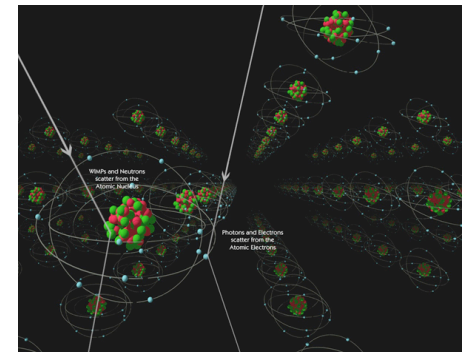 WIMPs and Neutrons
scatter from the
Atomic Nucleus
Photons and Electrons
scatter from the
Atomic Electrons